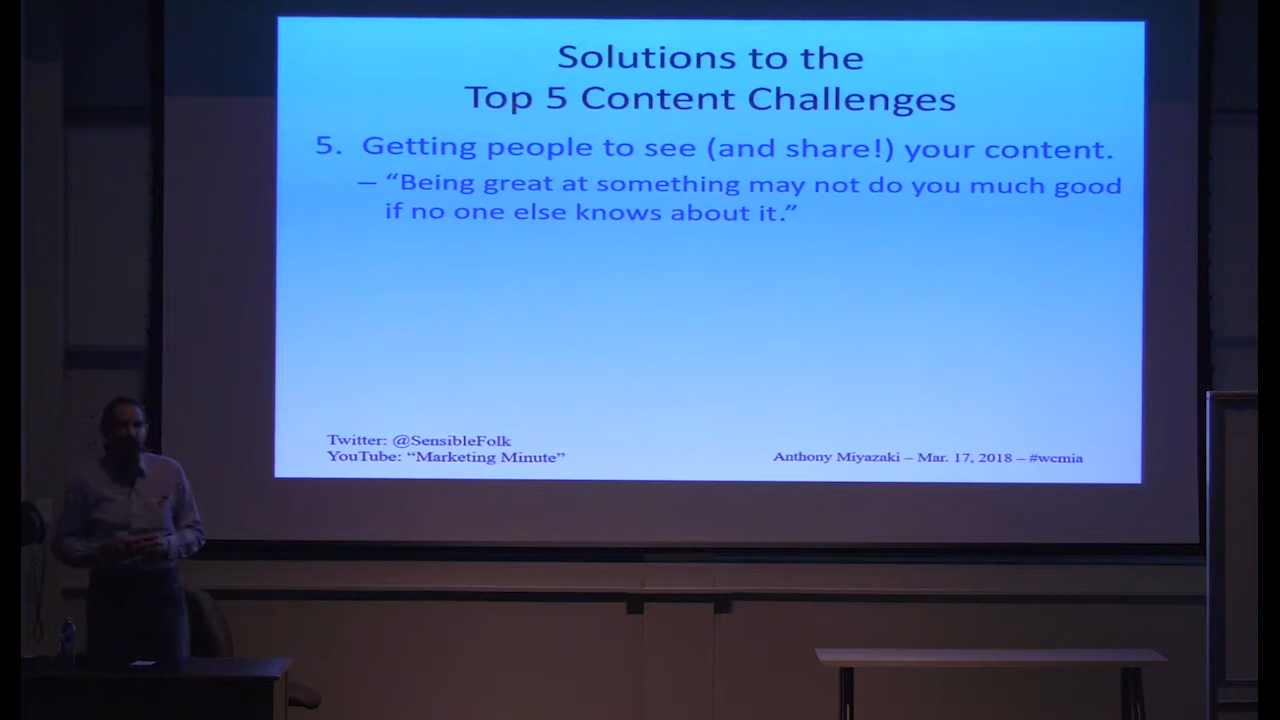 Solutions to the
Top 5 Content Challenges
5. Getting people to see (and share!) your content.
– “Being great at something may not do you much good
if no one else knows about it.”
Twitter: @SensibleFolk
YouTube: “Marketing Minute”
Anthony Miyazaki – Mar. 17, 2018 – #wcmia